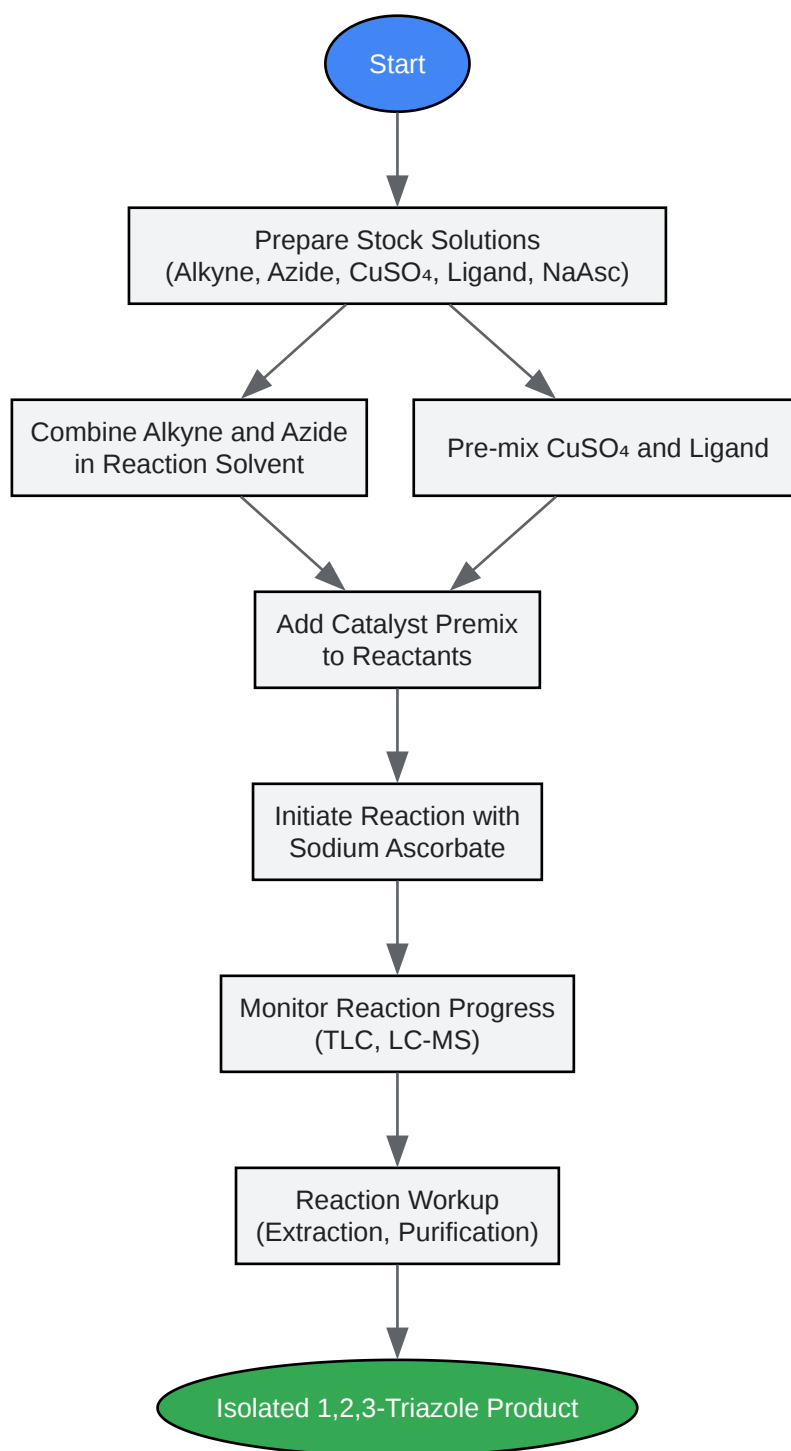 Start
Prepare Stock Solutions
(Alkyne, Azide, CuSO₄, Ligand, NaAsc)
Combine Alkyne and Azide
in Reaction Solvent
Pre-mix CuSO₄ and Ligand
Add Catalyst Premix
to Reactants
Initiate Reaction with
Sodium Ascorbate
Monitor Reaction Progress
(TLC, LC-MS)
Reaction Workup
(Extraction, Purification)
Isolated 1,2,3-Triazole Product